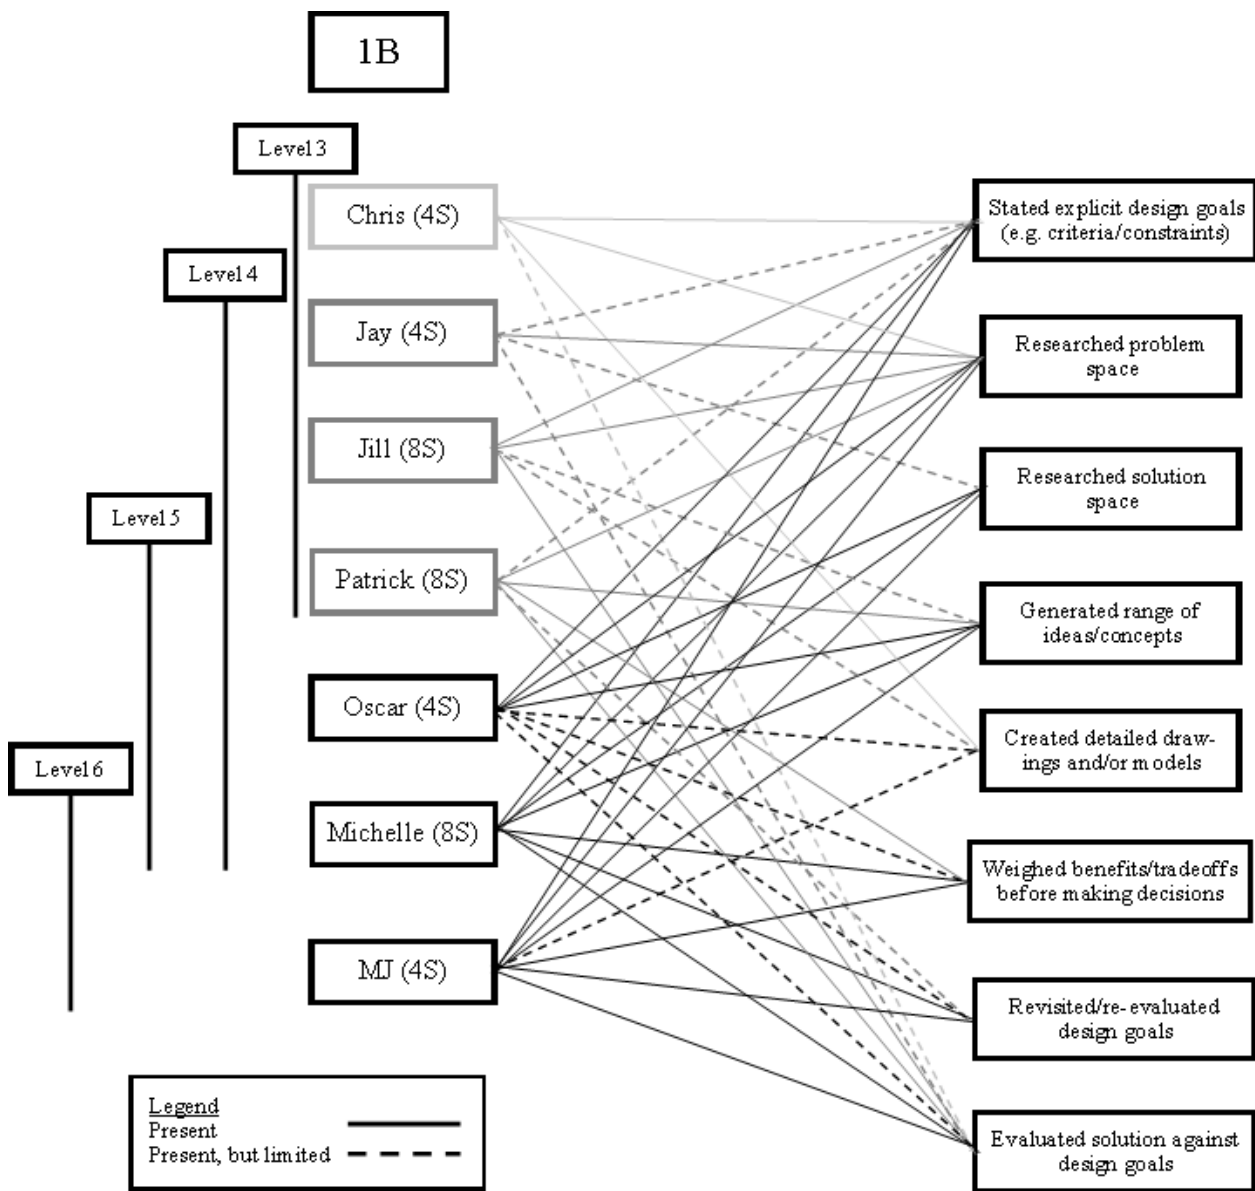 1B
Level 3
Level 4
Level 5
Level 6
Chris (4S)
Jay (4S)
Jill (8S)
Patrick (8S)
Oscar (4S)
Michelle (8S)
MJ (4S)
Stated explicit design goals
(e.g. criteria/constraints)
Researched problem
space
Researched solution
space
Generated range of
ideas/concepts
Created detailed draw-
ings and/or models
Weighed benefits/tradeoffs
before making decisions
Revisited/re-evaluated
design goals
Evaluated solution against
design goals
Legend
Present
Present, but limited